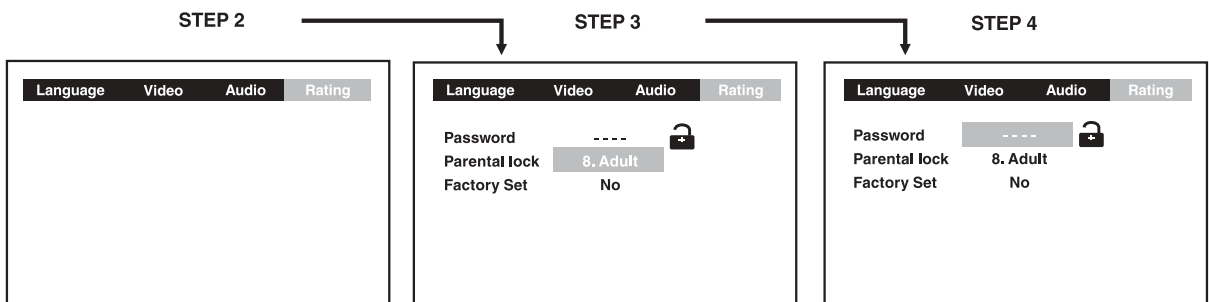 STEP 2
STEP 3
STEP 4
Language Video Audio Rating
Language Video Audio Rating
Password ----
Parental lock 8. Adult
Factory Set No
Language Video Audio Rating
Password ----
Parental lock 8. Adult
Factory Set No